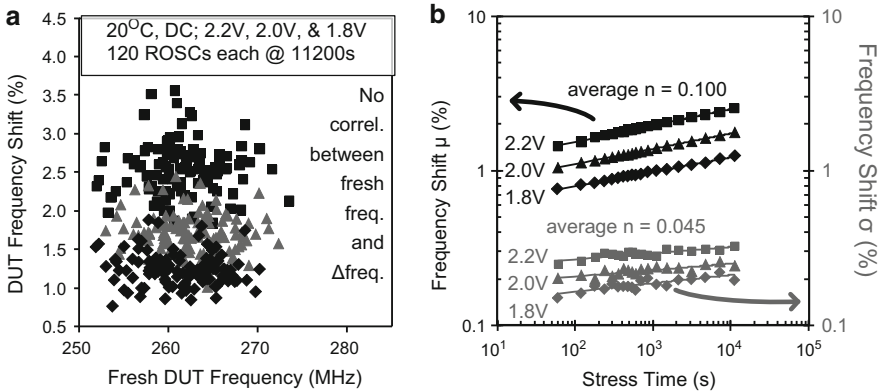 a
20°C, DC; 2.2V, 2.0V, & 1.8V
120 ROSCs each @ 11200s
No
correl.
between
fresh
freq.
and
Δfreq.
DUT Frequency Shift (%)
4.5
4.0
3.5
3.0
2.5
2.0
1.5
1.0
0.5
250
260
270
280
Fresh DUT Frequency (MHz)
b
Frequency Shift μ (%)
10
1
0.1
average n = 0.100
2.2V
2.0V
1.8V
average n = 0.045
2.2V
2.0V
1.8V
10
1
0.1
Frequency Shift σ (%)
10¹
10²
10³
10⁴
10⁵
Stress Time (s)